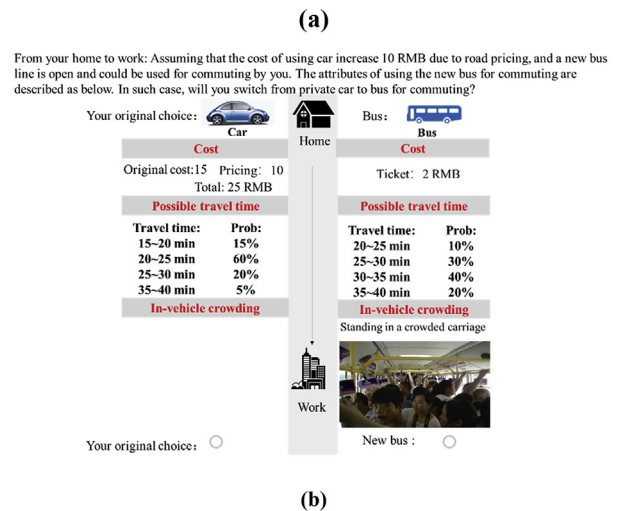 (a)
From your home to work: Assuming that the cost of using car increase 10 RMB due to road pricing, and a new bus
line is open and could be used for commuting by you. The attributes of using the new bus for commuting are
described as below. In such case, will you switch from private car to bus for commuting?
Your original choice:
Car
Home
Bus:
Bus
Cost
Cost
Original cost:15 Pricing: 10
Total: 25 RMB
Ticket: 2 RMB
Possible travel time
Possible travel time
Travel time: Prob:
15~20 min 15%
20~25 min 60%
25~30 min 20%
35~40 min 5%
Travel time: Prob:
20~25 min 10%
25~30 min 30%
30~35 min 40%
35~40 min 20%
In-vehicle crowding
In-vehicle crowding
Standing in a crowded carriage
Work
Your original choice:
New bus :
(b)